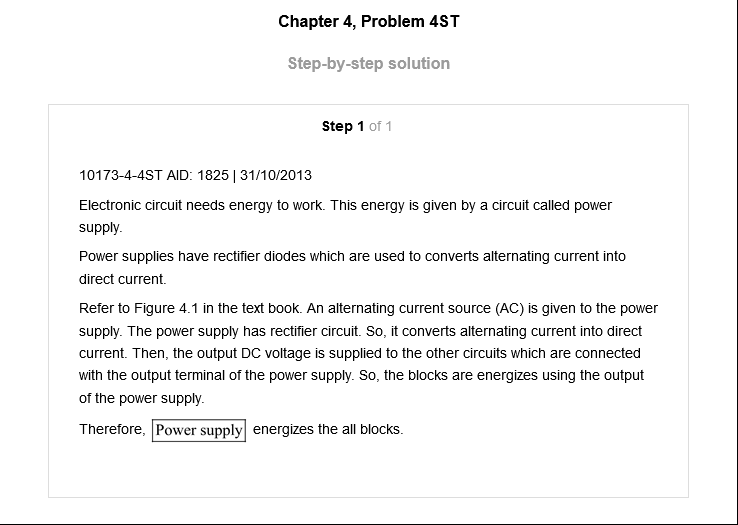 Chapter 4, Problem 4ST
Step-by-step solution
Step 1 of 1
10173-4-4ST AID: 1825 | 31/10/2013
Electronic circuit needs energy to work. This energy is given by a circuit called power
supply.
Power supplies have rectifier diodes which are used to converts alternating current into
direct current.
Refer to Figure 4.1 in the text book. An alternating current source (AC) is given to the power
supply. The power supply has rectifier circuit. So, it converts alternating current into direct
current. Then, the output DC voltage is supplied to the other circuits which are connected
with the output terminal of the power supply. So, the blocks are energizes using the output
of the power supply.
Therefore, Power supply energizes the all blocks.